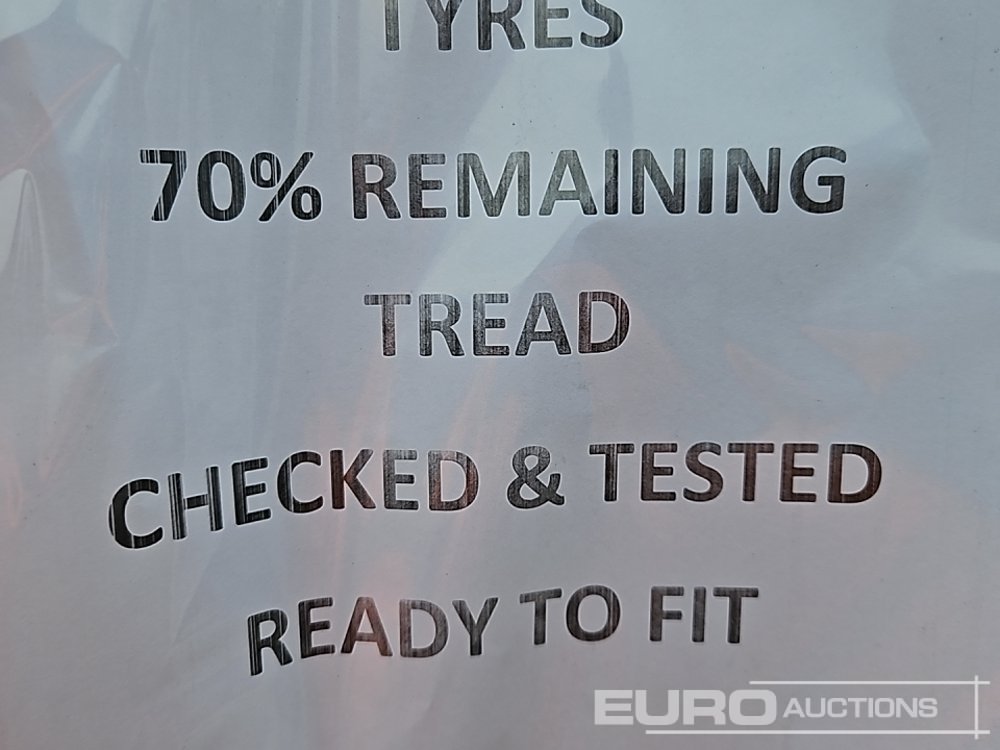 TYRES
70% REMAINING
TREAD
CHECKED & TESTED
READY TO FIT
EURO AUCTIONS